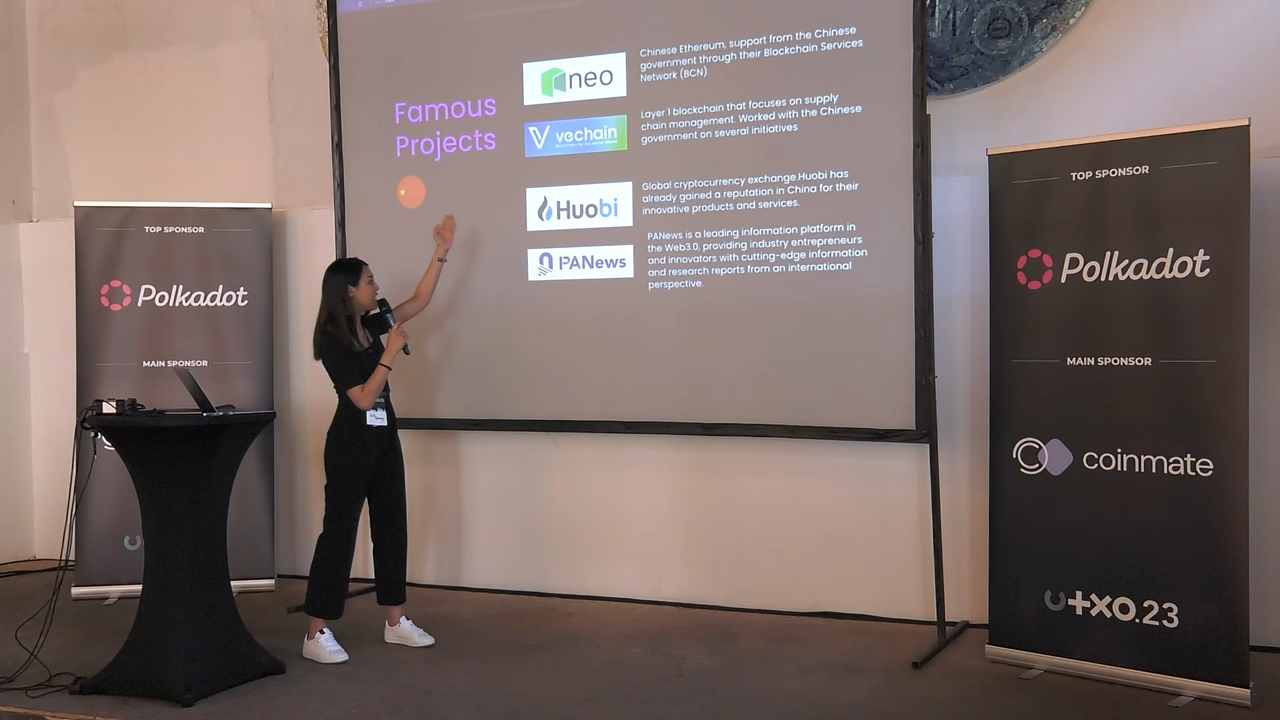 Famous
Projects
neo
Chinese Ethereum, support from the Chinese
government through their Blockchain Services
Network (BCN)
vechain
Layer 1 blockchain that focuses on supply
chain management. Worked with the Chinese
government on several initiatives
Huobi
Global cryptocurrency exchange.Huobi has
already gained a reputation in China for their
innovative products and services.
PANews
PANews is a leading information platform in
the Web3.0, providing industry entrepreneurs
and innovators with cutting-edge information
and research reports from an international
perspective.
TOP SPONSOR
Polkadot
MAIN SPONSOR
TOP SPONSOR
Polkadot
MAIN SPONSOR
coinmate
utxo.23